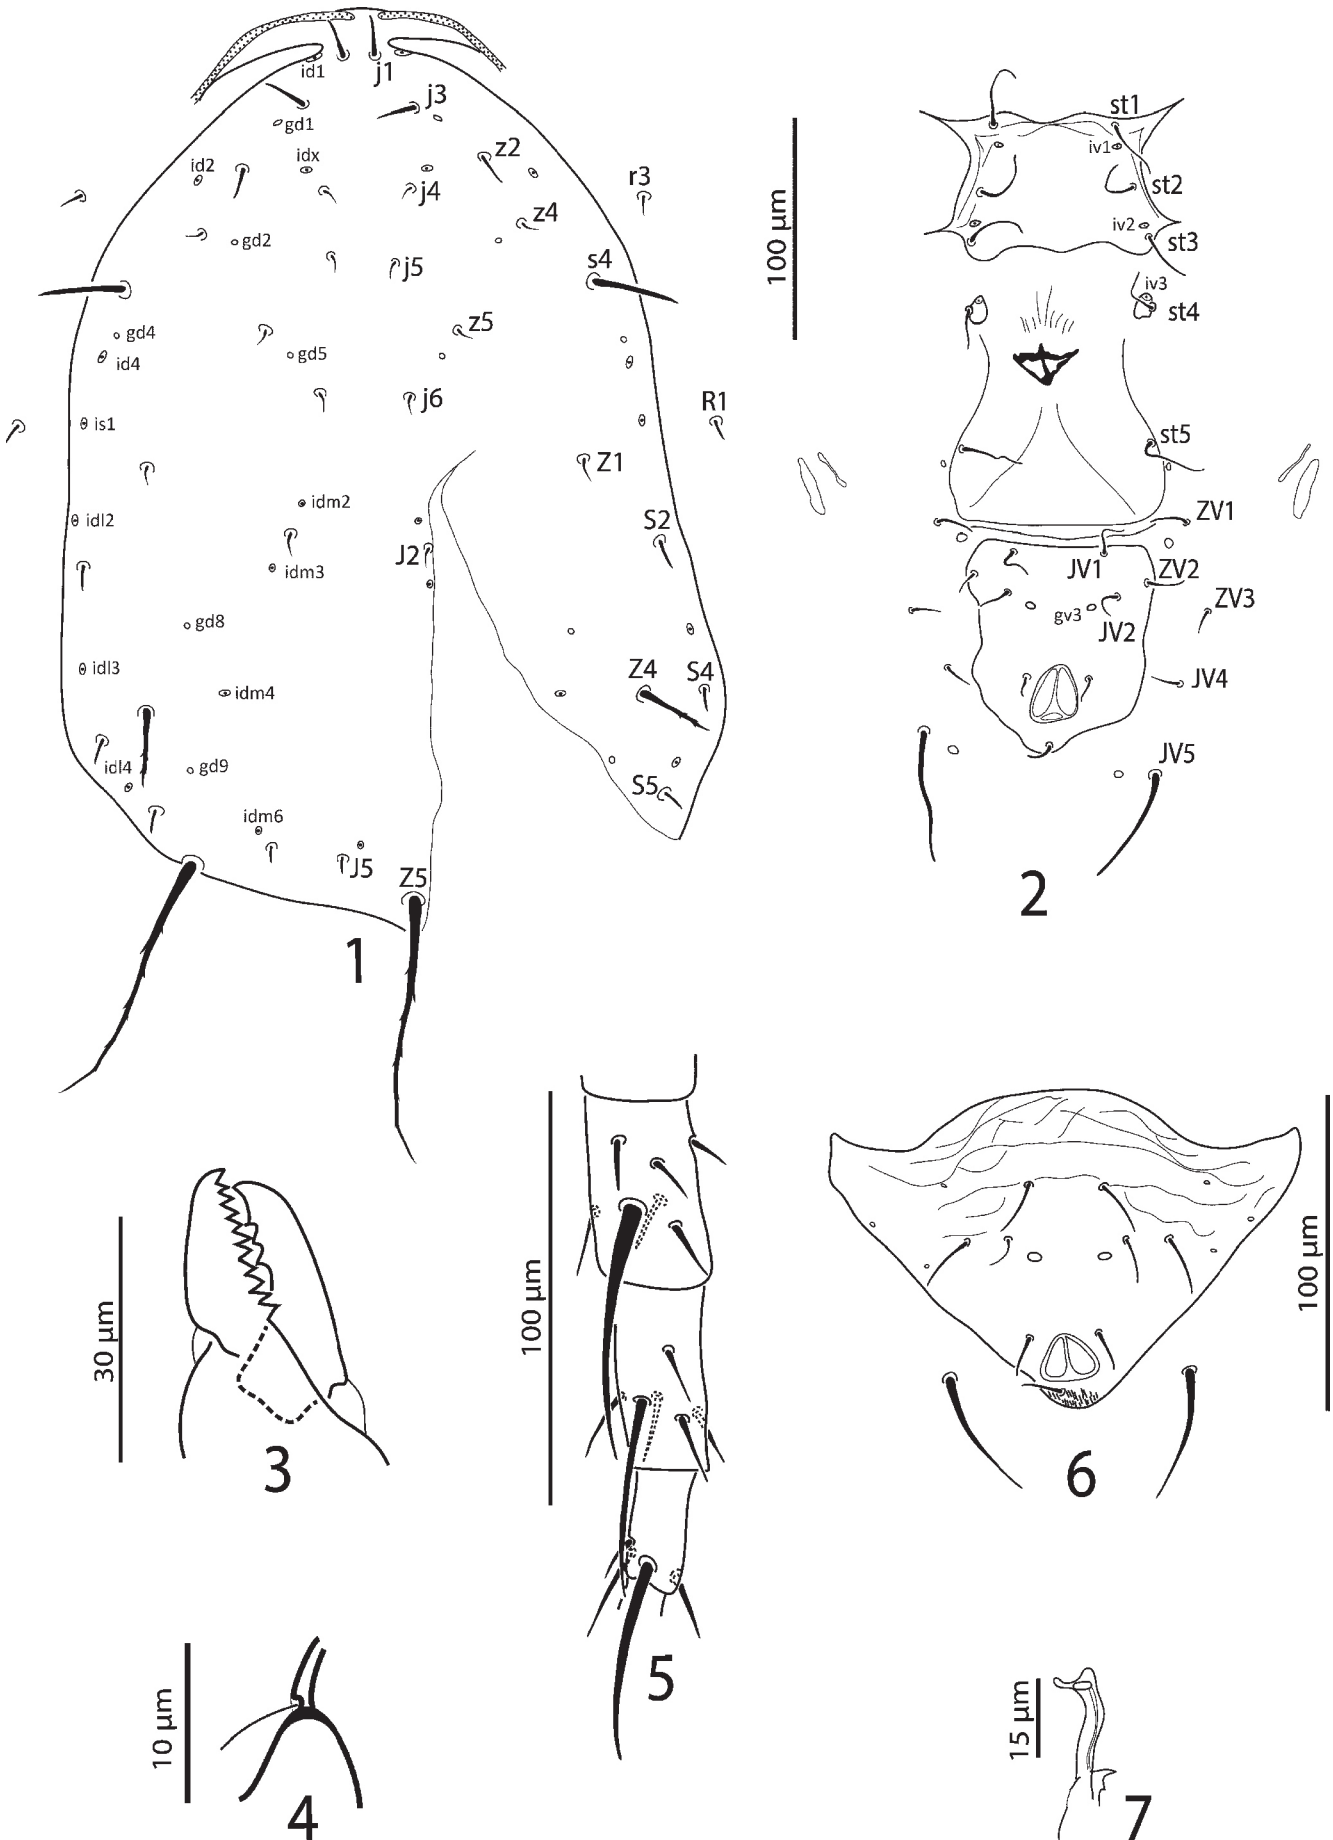 id1
j1
j3
gd1
z2
id2
idx
j4
r3
z4
gd2
j5
s4
z5
gd4
id4
gd5
j6
R1
is1
Z1
idm2
idl2
S2
J2
idm3
gd8
idl3
idm4
Z4
S4
idl4
gd9
S5
idm6
J5
Z5
1
100 µm
st1
iv1
st2
iv2
st3
iv3
st4
st5
ZV1
JV1
ZV2
gv3
JV2
ZV3
JV4
JV5
2
30 µm
3
10 µm
4
100 µm
5
100 µm
6
15 µm
7